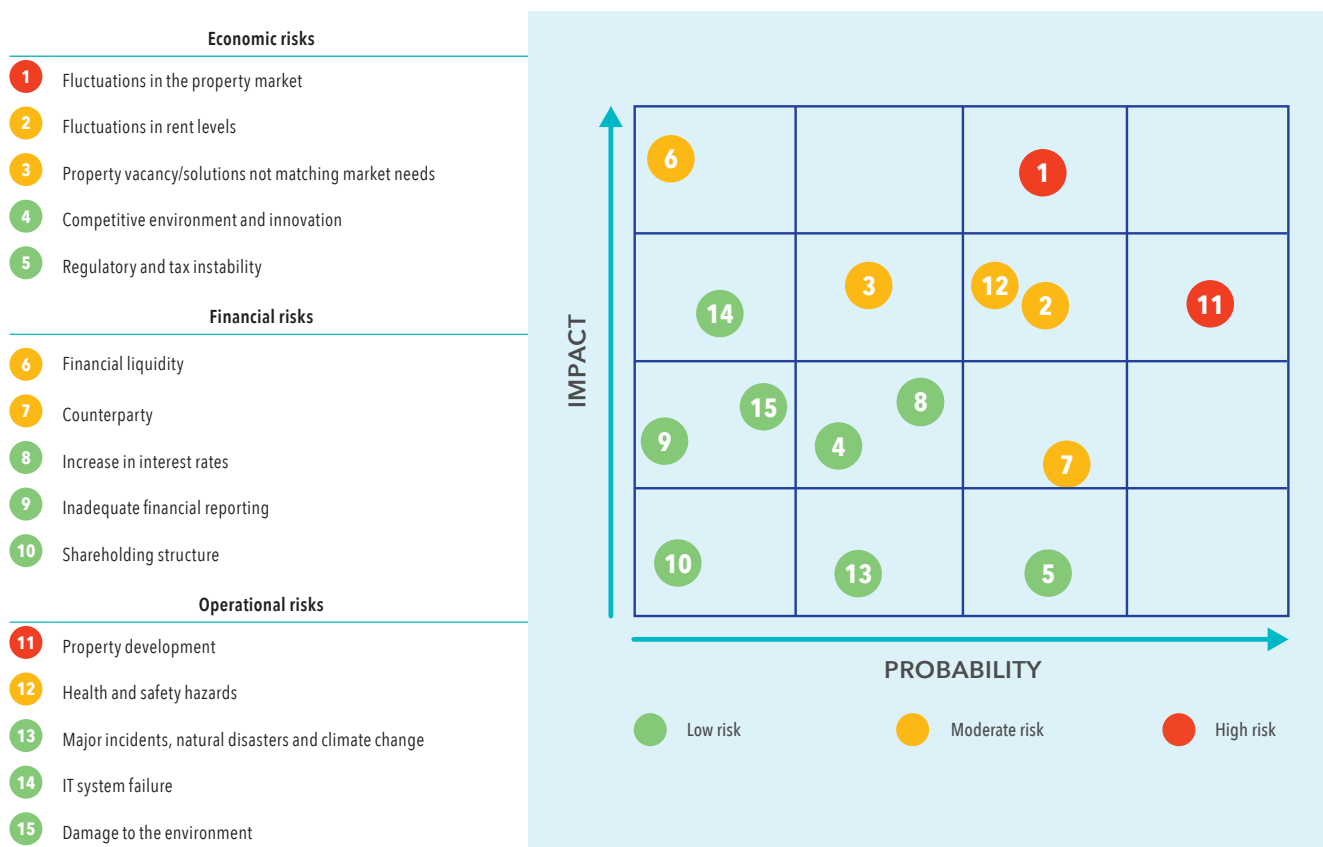 Economic risks
1 Fluctuations in the property market
2 Fluctuations in rent levels
3 Property vacancy/solutions not matching market needs
4 Competitive environment and innovation
5 Regulatory and tax instability
Financial risks
6 Financial liquidity
7 Counterparty
8 Increase in interest rates
9 Inadequate financial reporting
10 Shareholding structure
Operational risks
11 Property development
12 Health and safety hazards
13 Major incidents, natural disasters and climate change
14 IT system failure
15 Damage to the environment
IMPACT
6
1
3
12
2
11
14
15
8
9
4
7
10
13
5
PROBABILITY
Low risk
Moderate risk
High risk